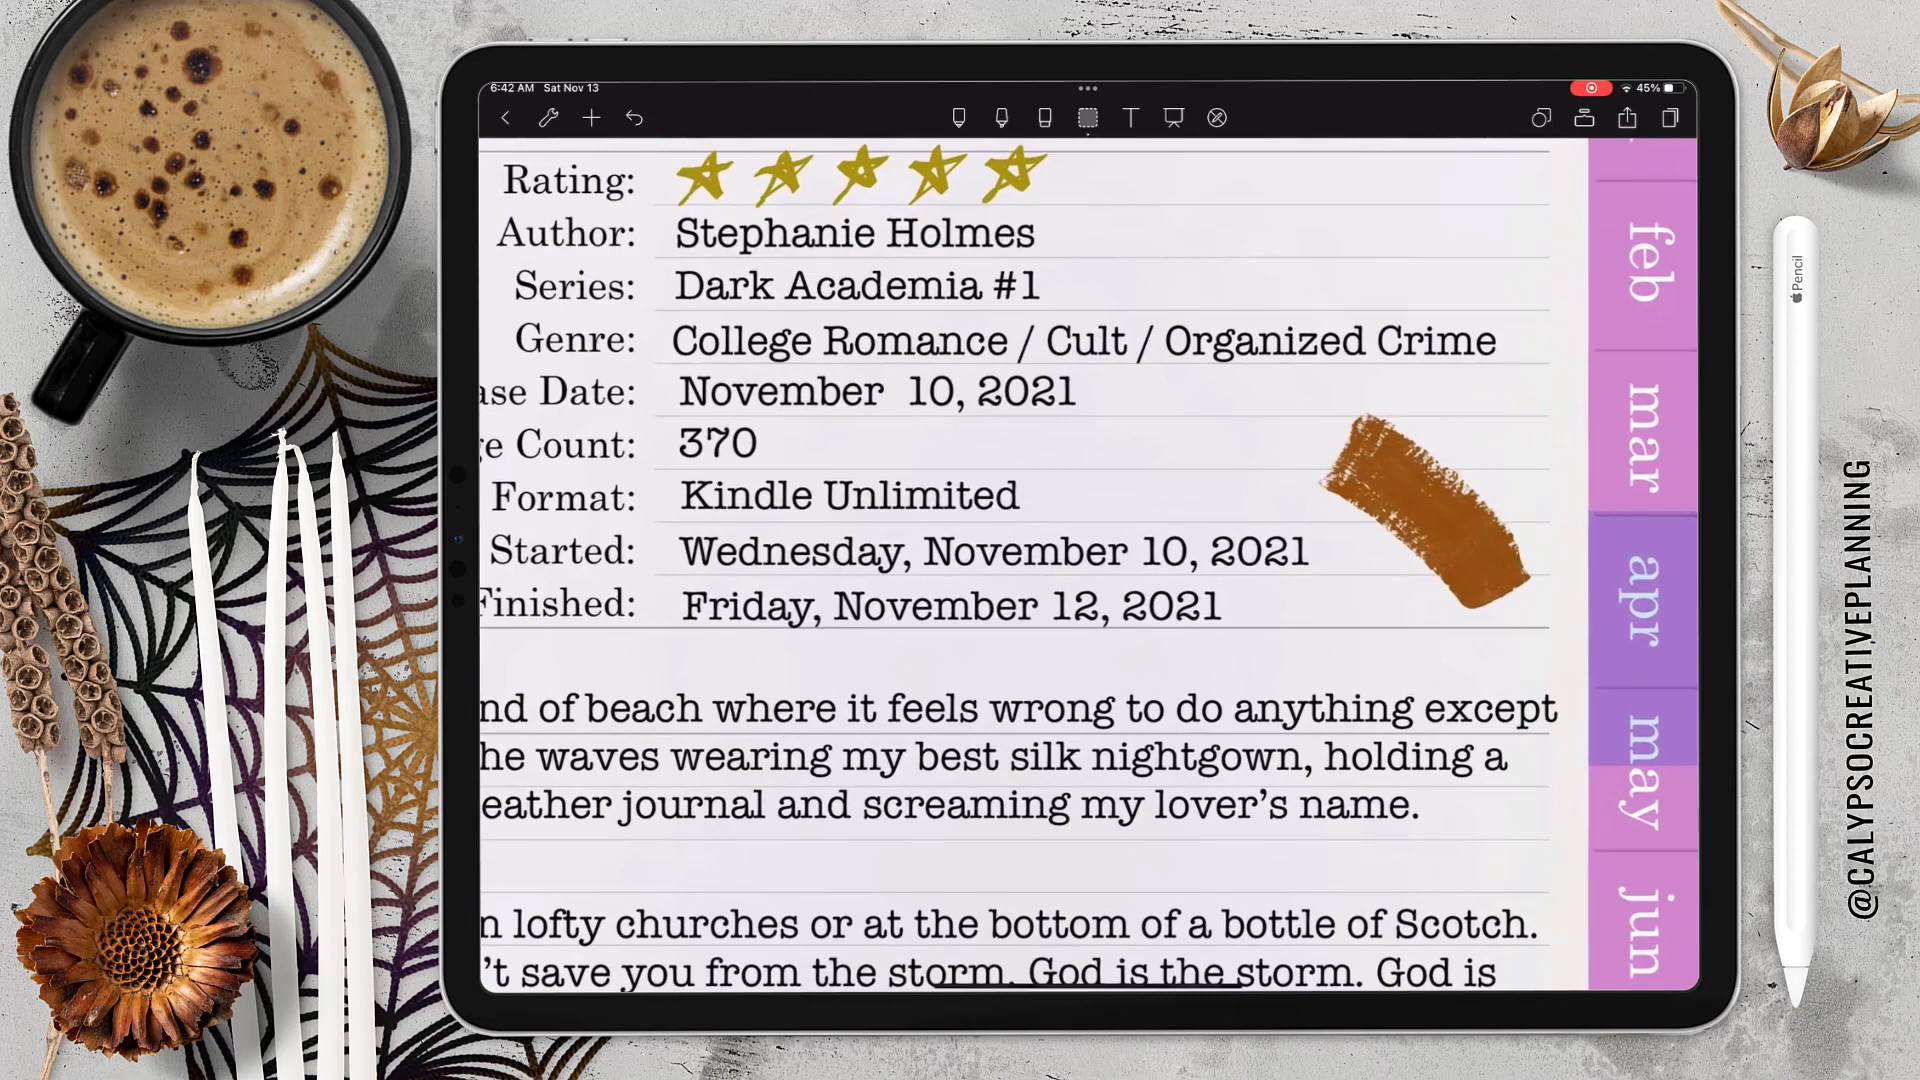 6:42 AM Sat Nov 13
45%
Rating:
Author: Stephanie Holmes
Series: Dark Academia #1
Genre: College Romance / Cult / Organized Crime
ase Date: November 10, 2021
ge Count: 370
Format: Kindle Unlimited
Started: Wednesday, November 10, 2021
Finished: Friday, November 12, 2021
nd of beach where it feels wrong to do anything except
he waves wearing my best silk nightgown, holding a
eather journal and screaming my lover's name.
n lofty churches or at the bottom of a bottle of Scotch.
't save you from the storm. God is the storm. God is
feb
mar
apr
may
jun
Pencil
@CALYPSOCREATIVEPLANNING